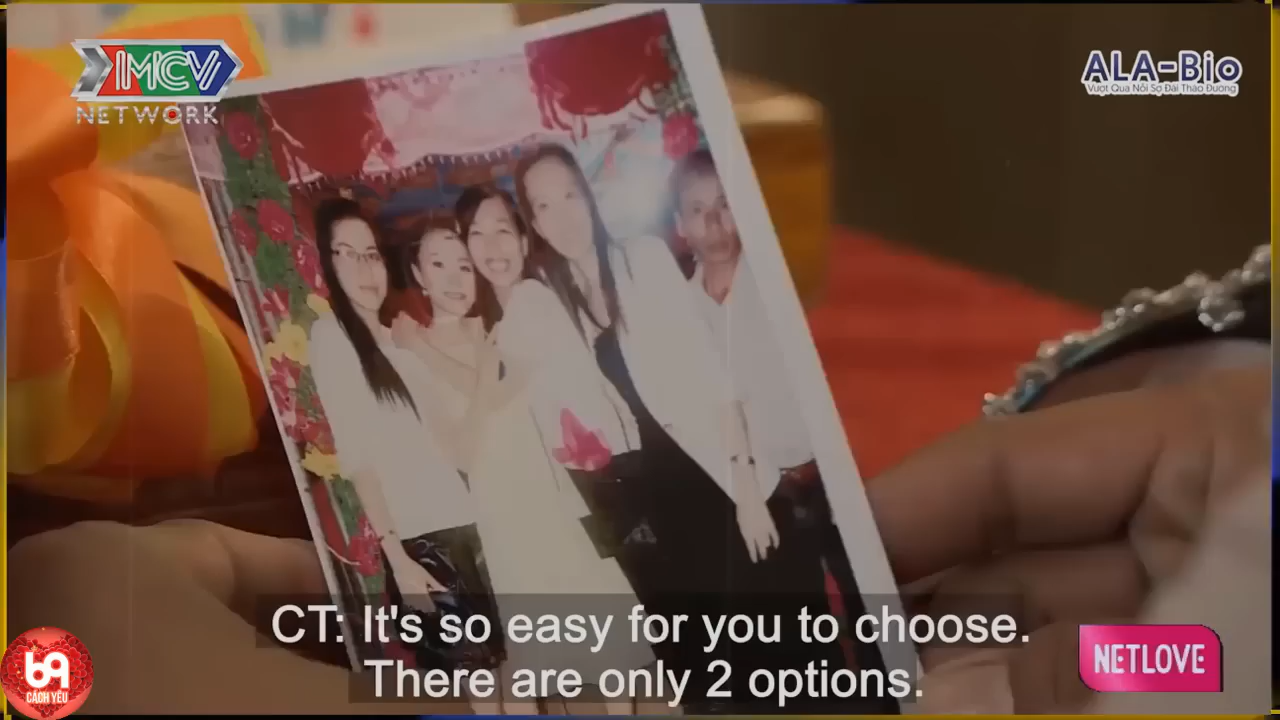 MCV
NETWORK
ALA-Bio
Vượt Qua Nỗi Sợ Đái Tháo Đường
CT: It's so easy for you to choose.
There are only 2 options.
69
CÁCH YÊU
NETLOVE